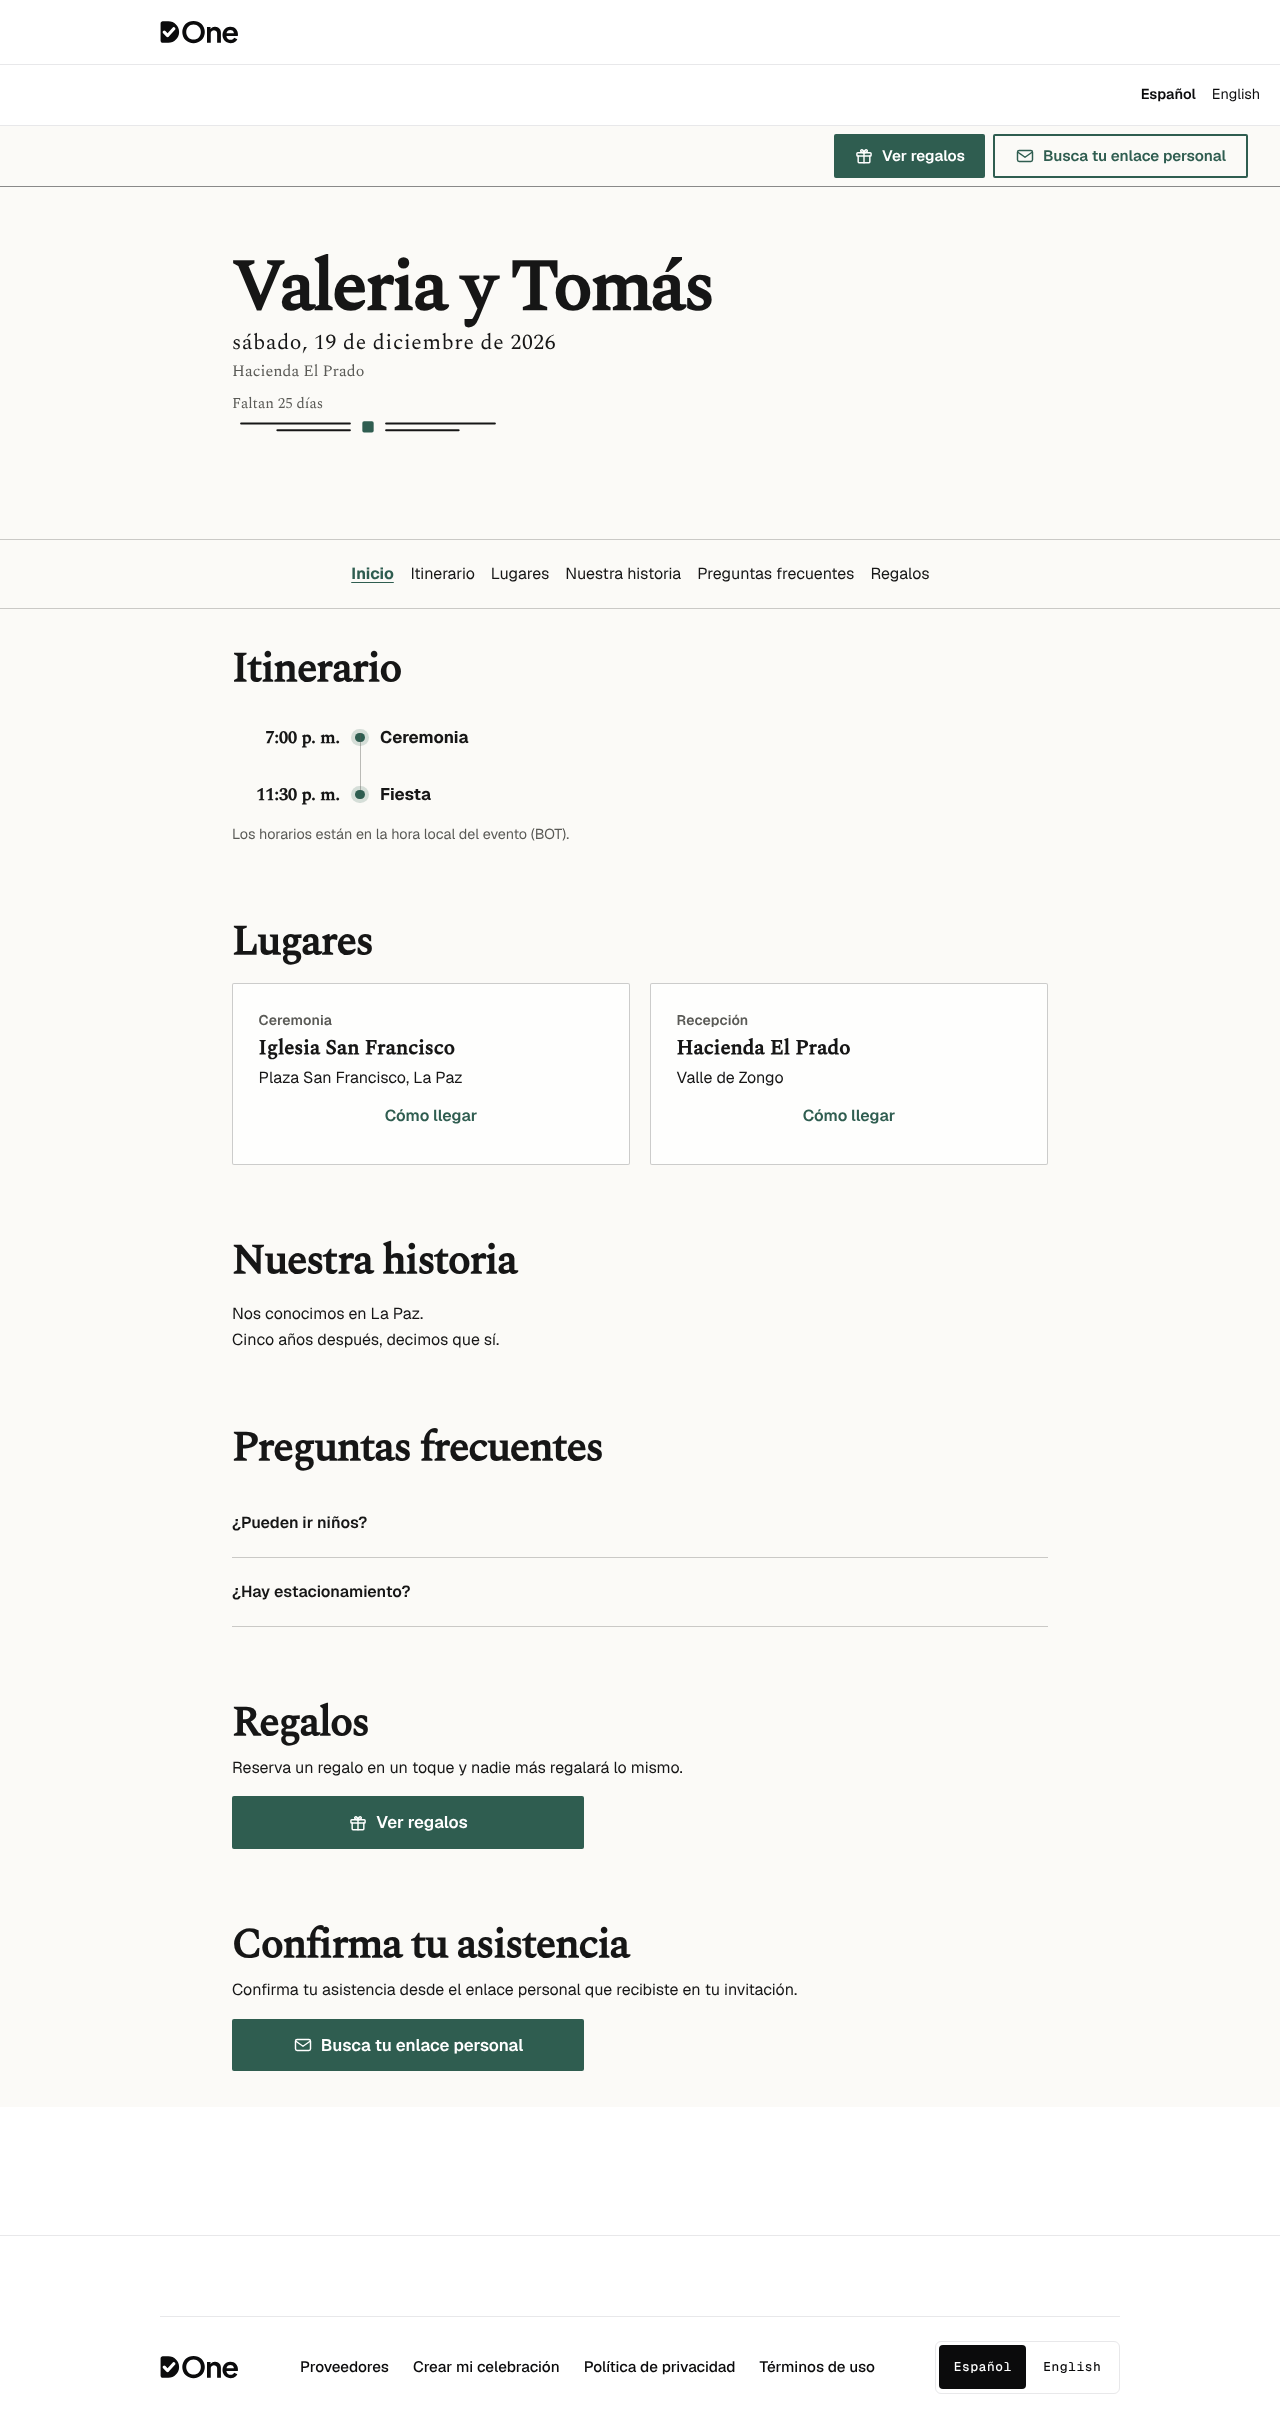 One
Español English
Ver regalos Busca tu enlace personal
Valeria y Tomás
sábado, 19 de diciembre de 2026
Hacienda El Prado
Faltan 25 días
Inicio Itinerario Lugares Nuestra historia Preguntas frecuentes Regalos
Itinerario
7:00 p. m. Ceremonia
11:30 p. m. Fiesta
Los horarios están en la hora local del evento (BOT).
Lugares
Ceremonia
Iglesia San Francisco
Plaza San Francisco, La Paz
Cómo llegar
Recepción
Hacienda El Prado
Valle de Zongo
Cómo llegar
Nuestra historia
Nos conocimos en La Paz.
Cinco años después, decimos que sí.
Preguntas frecuentes
¿Pueden ir niños?
¿Hay estacionamiento?
Regalos
Reserva un regalo en un toque y nadie más regalará lo mismo.
Ver regalos
Confirma tu asistencia
Confirma tu asistencia desde el enlace personal que recibiste en tu invitación.
Busca tu enlace personal
One Proveedores Crear mi celebración Política de privacidad Términos de uso Español English